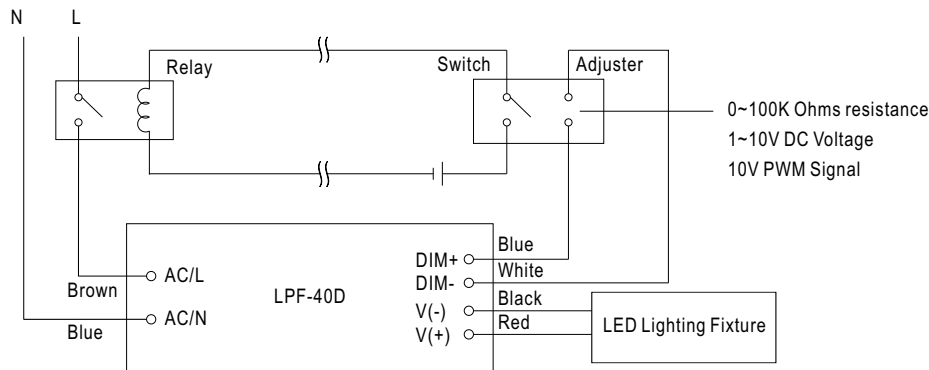 N
L
Relay
Switch
Adjuster
0~100K Ohms resistance
1~10V DC Voltage
10V PWM Signal
Brown
AC/L
Blue
AC/N
LPF-40D
DIM+
Blue
DIM-
White
V(-)
Black
V(+)
Red
LED Lighting Fixture